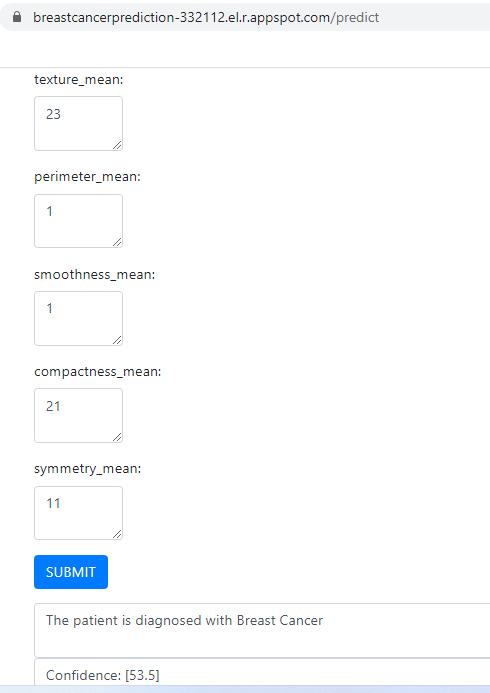 breastcancerprediction-332112.el.r.appspot.com/predict
texture_mean:
23
perimeter_mean:
1
smoothness_mean:
1
compactness_mean:
21
symmetry_mean:
11
SUBMIT
The patient is diagnosed with Breast Cancer
Confidence: [53.5]